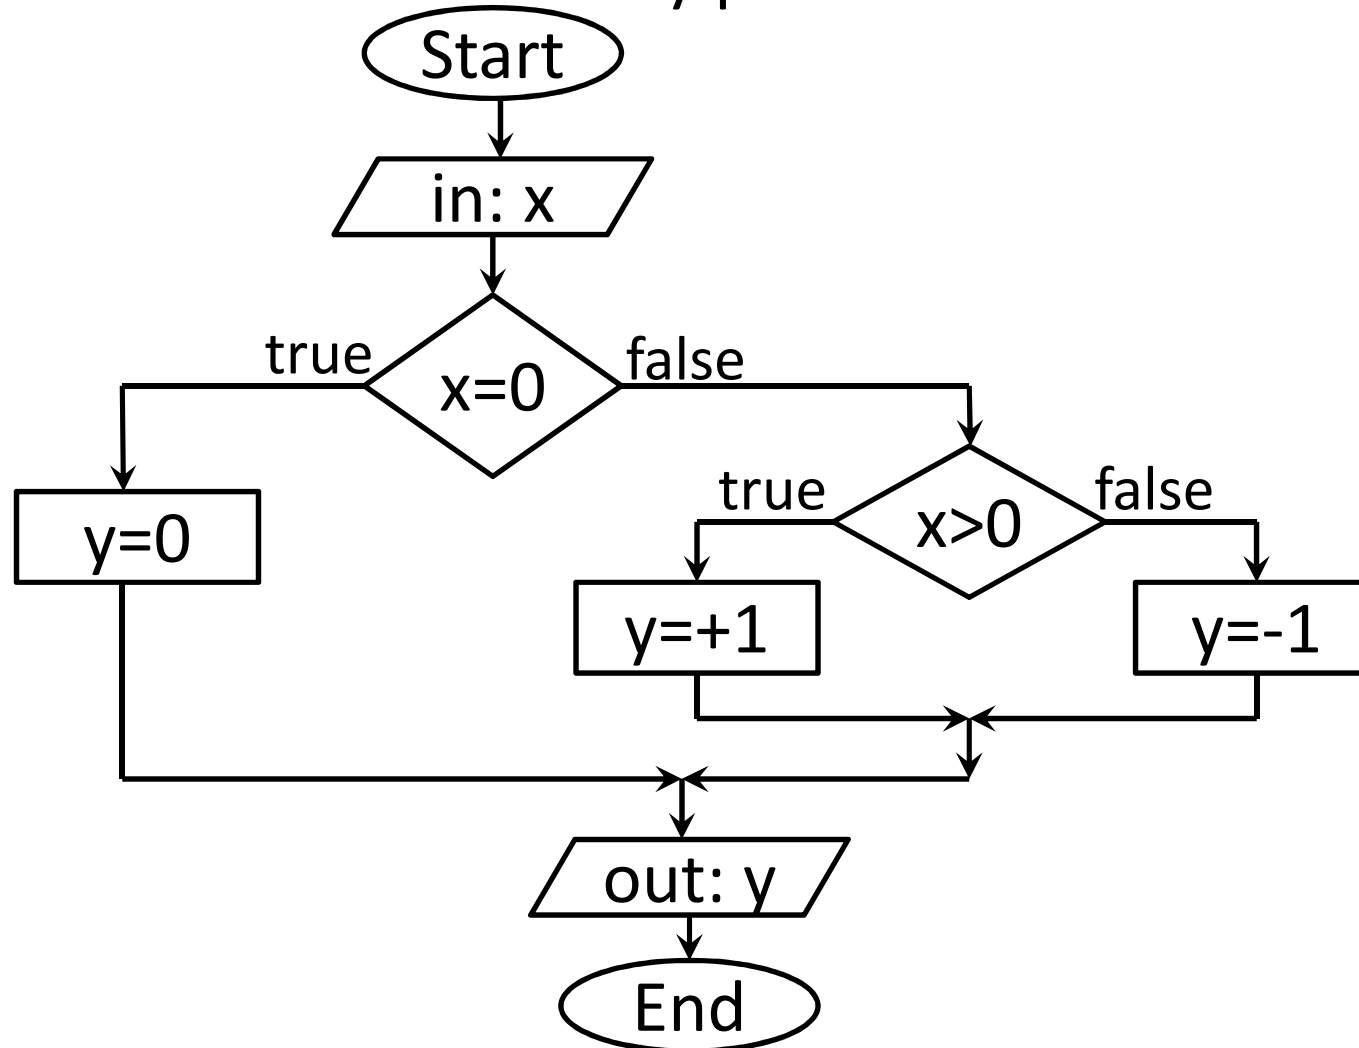 Start
in: x
true
x=0
false
y=0
true
x>0
false
y=+1
y=-1
out: y
End